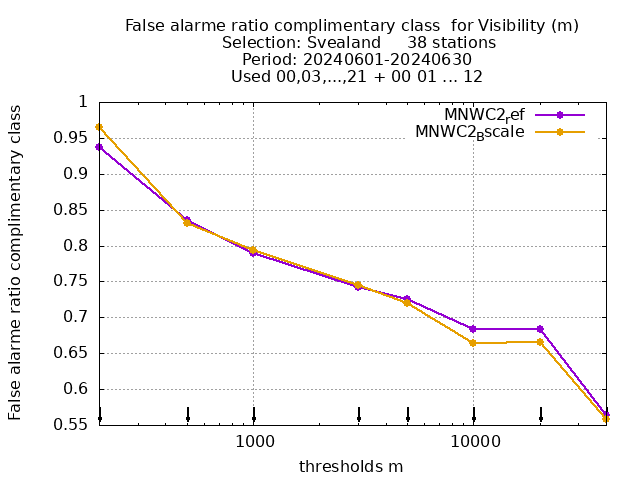 False alarme ratio complimentary class  for Visibility (m)
Selection: Svealand     38 stations
Period: 20240601-20240630
Used 00,03,...,21 + 00 01 ... 12
False alarme ratio complimentary class
1
0.95
0.9
0.85
0.8
0.75
0.7
0.65
0.6
0.55
MNWC2ref
MNWC2Bscale
1000
10000
thresholds m